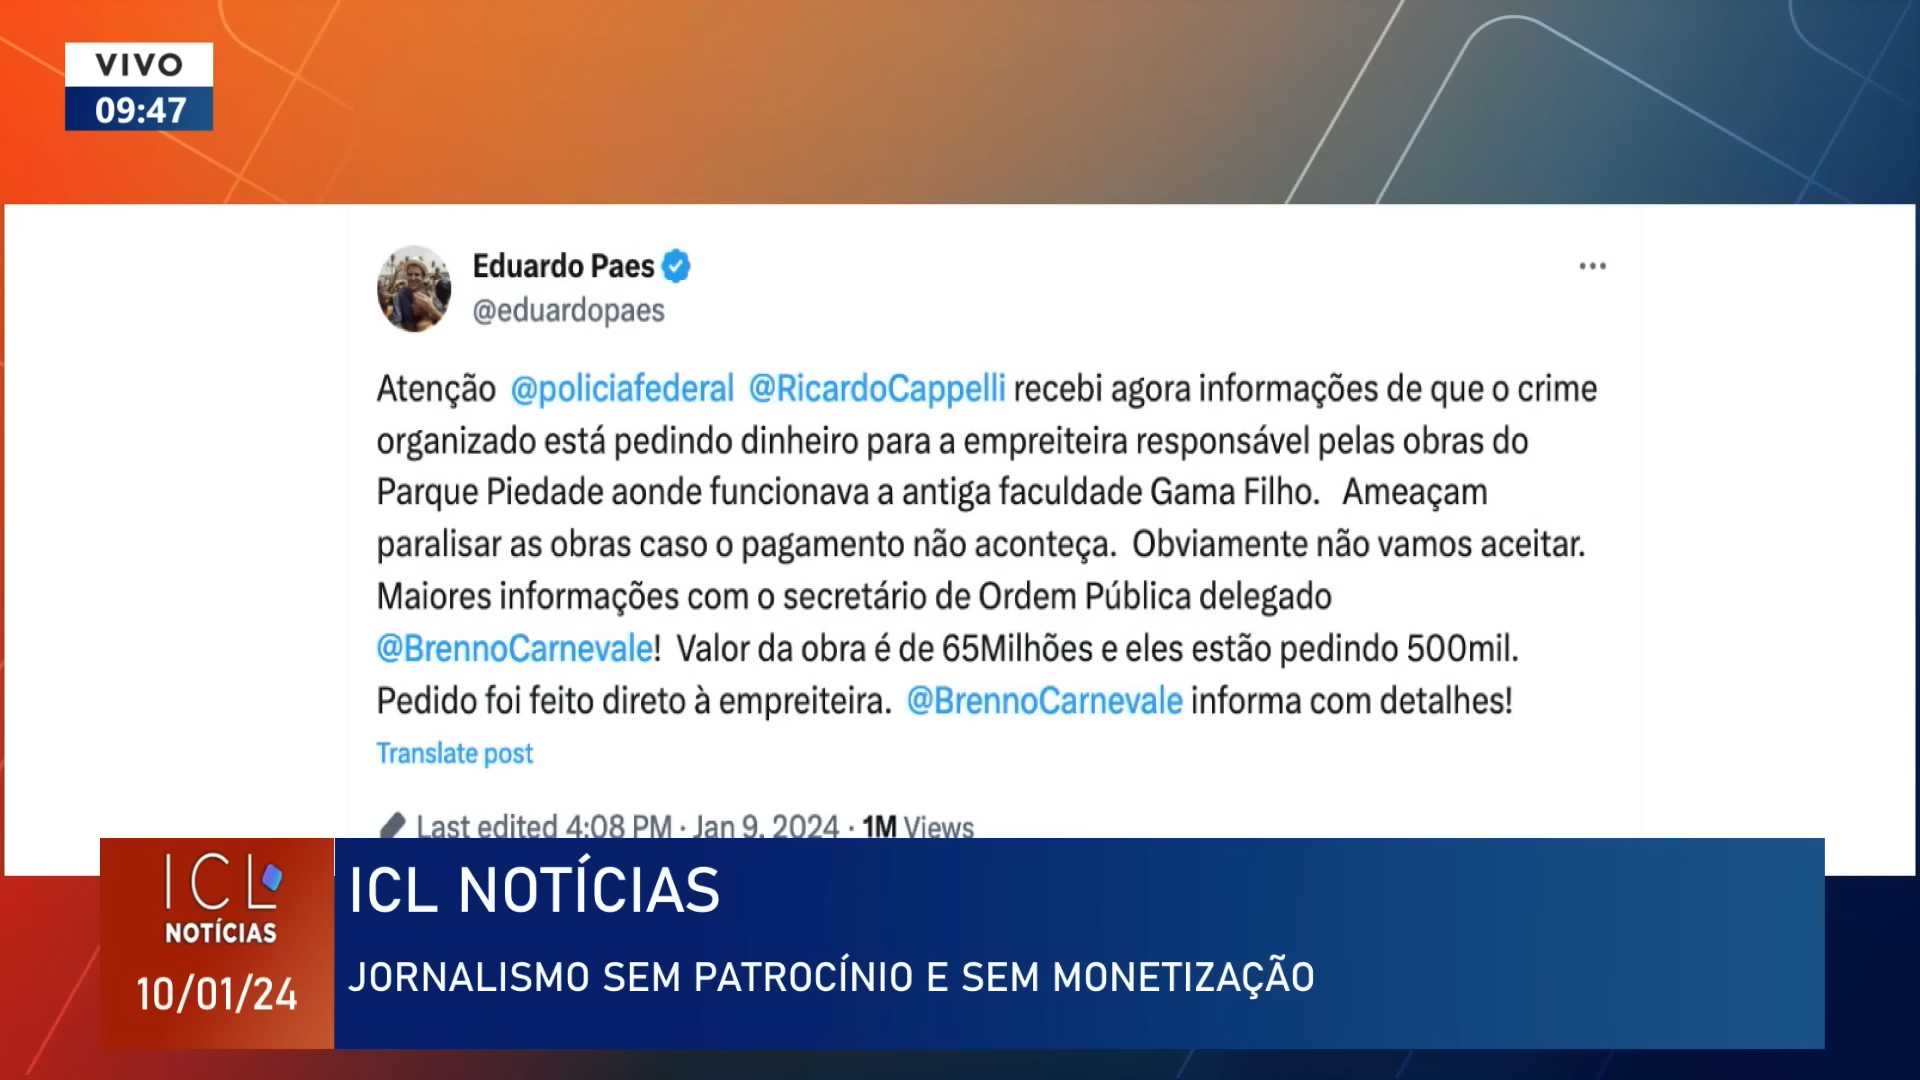 VIVO
09:47
Eduardo Paes
@eduardopaes
Atenção @policiafederal @RicardoCappelli recebi agora informações de que o crime
organizado está pedindo dinheiro para a empreiteira responsável pelas obras do
Parque Piedade aonde funcionava a antiga faculdade Gama Filho. Ameaçam
paralisar as obras caso o pagamento não aconteça. Obviamente não vamos aceitar.
Maiores informações com o secretário de Ordem Pública delegado
@BrennoCarnevale! Valor da obra é de 65Milhões e eles estão pedindo 500mil.
Pedido foi feito direto à empreiteira. @BrennoCarnevale informa com detalhes!
Translate post
Last edited 4:08 PM · Jan 9, 2024 · 1M Views
ICL
NOTÍCIAS
10/01/24
ICL NOTÍCIAS
JORNALISMO SEM PATROCÍNIO E SEM MONETIZAÇÃO